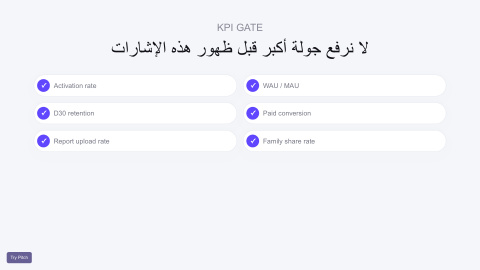 KPI GATE
لا نرفع جولة أكبر قبل ظهور هذه الإشارات
Activation rate
WAU / MAU
D30 retention
Paid conversion
Report upload rate
Family share rate
Try Pitch